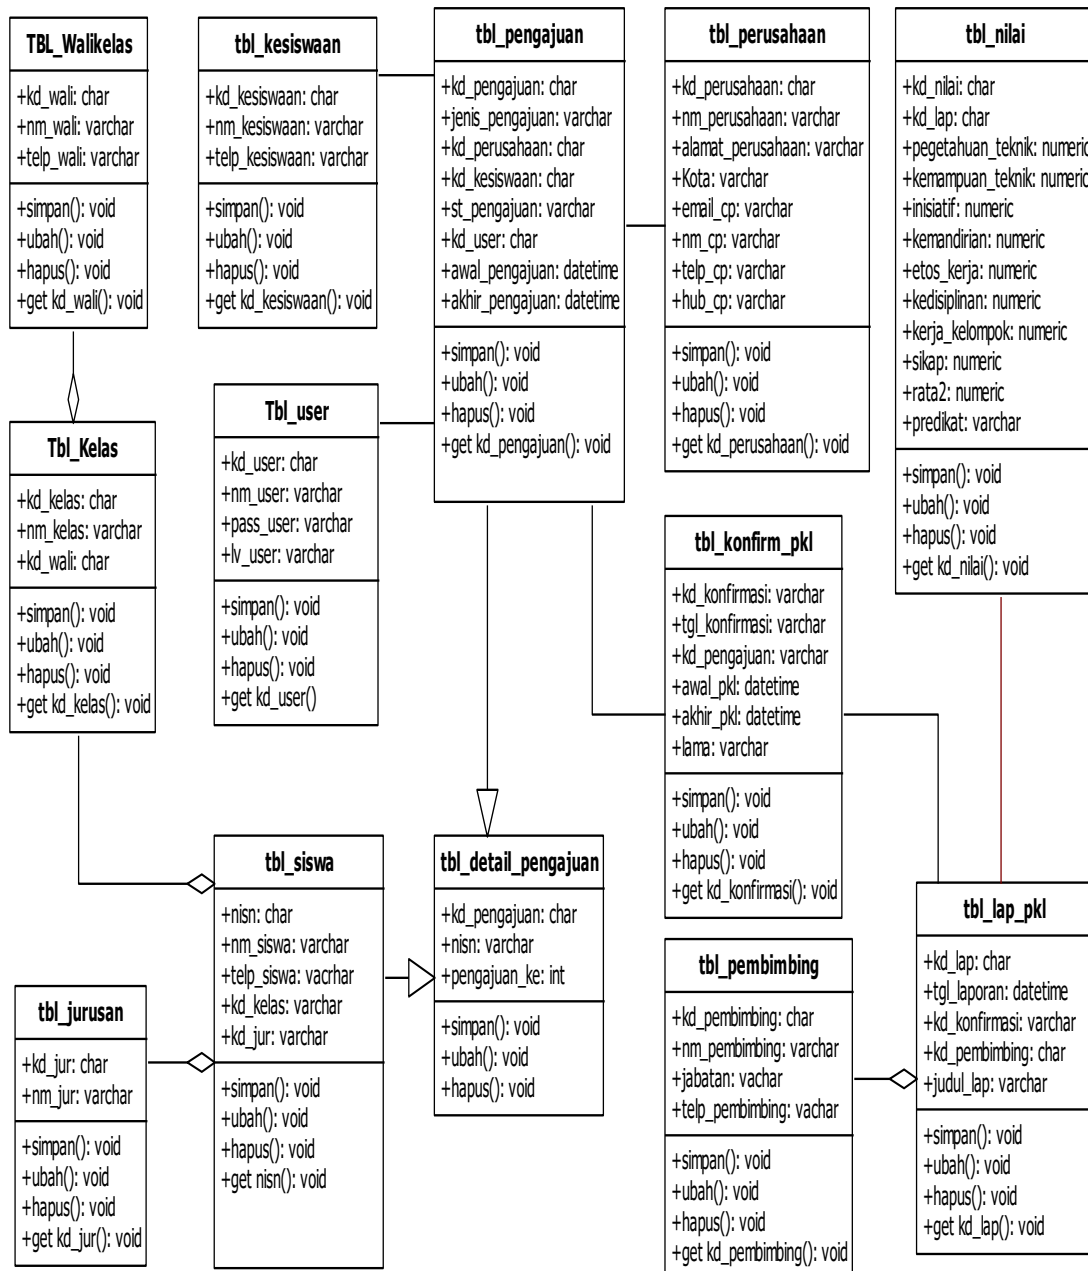 TBL_Walikelas
+kd_wali: char
+nm_wali: varchar
+telp_wali: varchar
+simpan(): void
+ubah(): void
+hapus(): void
+get kd_wali(): void
tbl_kesiswaan
+kd_kesiswaan: char
+nm_kesiswaan: varchar
+telp_kesiswaan: varchar
+simpan(): void
+ubah(): void
+hapus(): void
+get kd_kesiswaan(): void
tbl_pengajuan
+kd_pengajuan: char
+jenis_pengajuan: varchar
+kd_perusahaan: char
+kd_kesiswaan: char
+st_pengajuan: varchar
+kd_user: char
+awal_pengajuan: datetime
+akhir_pengajuan: datetime
+simpan(): void
+ubah(): void
+hapus(): void
+get kd_pengajuan(): void
tbl_perusahaan
+kd_perusahaan: char
+nm_perusahaan: varchar
+alamat_perusahaan: varchar
+Kota: varchar
+email_cp: varchar
+nm_cp: varchar
+telp_cp: varchar
+hub_cp: varchar
+simpan(): void
+ubah(): void
+hapus(): void
+get kd_perusahaan(): void
tbl_nilai
+kd_nilai: char
+kd_lap: char
+pegetahuan_teknik: numeric
+kemampuan_teknik: numeric
+inisiatif: numeric
+kemandirian: numeric
+etos_kerja: numeric
+kedisiplinan: numeric
+kerja_kelompok: numeric
+sikap: numeric
+rata2: numeric
+predikat: varchar
+simpan(): void
+ubah(): void
+hapus(): void
+get kd_nilai(): void
Tbl_Kelas
+kd_kelas: char
+nm_kelas: varchar
+kd_wali: char
+simpan(): void
+ubah(): void
+hapus(): void
+get kd_kelas(): void
Tbl_user
+kd_user: char
+nm_user: varchar
+pass_user: varchar
+lv_user: varchar
+simpan(): void
+ubah(): void
+hapus(): void
+get kd_user()
tbl_konfirm_pkl
+kd_konfirmasi: varchar
+tgl_konfirmasi: varchar
+kd_pengajuan: varchar
+awal_pkl: datetime
+akhir_pkl: datetime
+lama: varchar
+simpan(): void
+ubah(): void
+hapus(): void
+get kd_konfirmasi(): void
tbl_siswa
+nisn: char
+nm_siswa: varchar
+telp_siswa: vacrhar
+kd_kelas: varchar
+kd_jur: varchar
+simpan(): void
+ubah(): void
+hapus(): void
+get nisn(): void
tbl_detail_pengajuan
+kd_pengajuan: char
+nisn: varchar
+pengajuan_ke: int
+simpan(): void
+ubah(): void
+hapus(): void
tbl_lap_pkl
+kd_lap: char
+tgl_laporan: datetime
+kd_konfirmasi: varchar
+kd_pembimbing: char
+judul_lap: varchar
+simpan(): void
+ubah(): void
+hapus(): void
+get kd_lap(): void
tbl_jurusan
+kd_jur: char
+nm_jur: varchar
+simpan(): void
+ubah(): void
+hapus(): void
+get kd_jur(): void
tbl_pembimbing
+kd_pembimbing: char
+nm_pembimbing: varchar
+jabatan: vachar
+telp_pembimbing: vachar
+simpan(): void
+ubah(): void
+hapus(): void
+get kd_pembimbing(): void